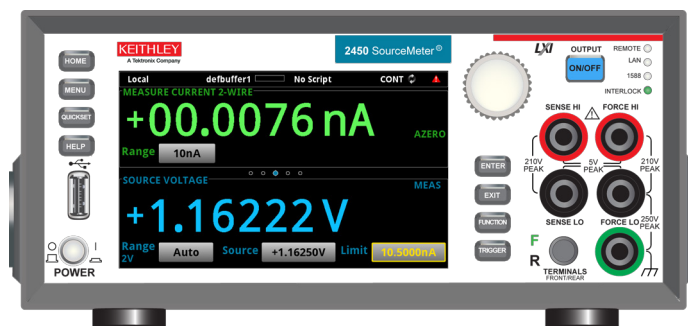 KEITHLEY
A Tektronix Company
2450 SourceMeter®
LXI
OUTPUT
ON/OFF
REMOTE
LAN
1588
INTERLOCK
HOME
MENU
QUICKSET
HELP
Local defbuffer1 No Script CONT
MEASURE CURRENT 2-WIRE
+00.0076 nA
AZERO
Range 10nA
SOURCE VOLTAGE
MEAS
+1.16222 V
Range 2V Auto Source +1.16250V Limit 10.5000nA
ENTER
EXIT
FUNCTION
TRIGGER
SENSE HI FORCE HI
210V PEAK 5V PEAK 210V PEAK
SENSE LO FORCE LO
250V PEAK
F
R
TERMINALS
FRONT/REAR
POWER